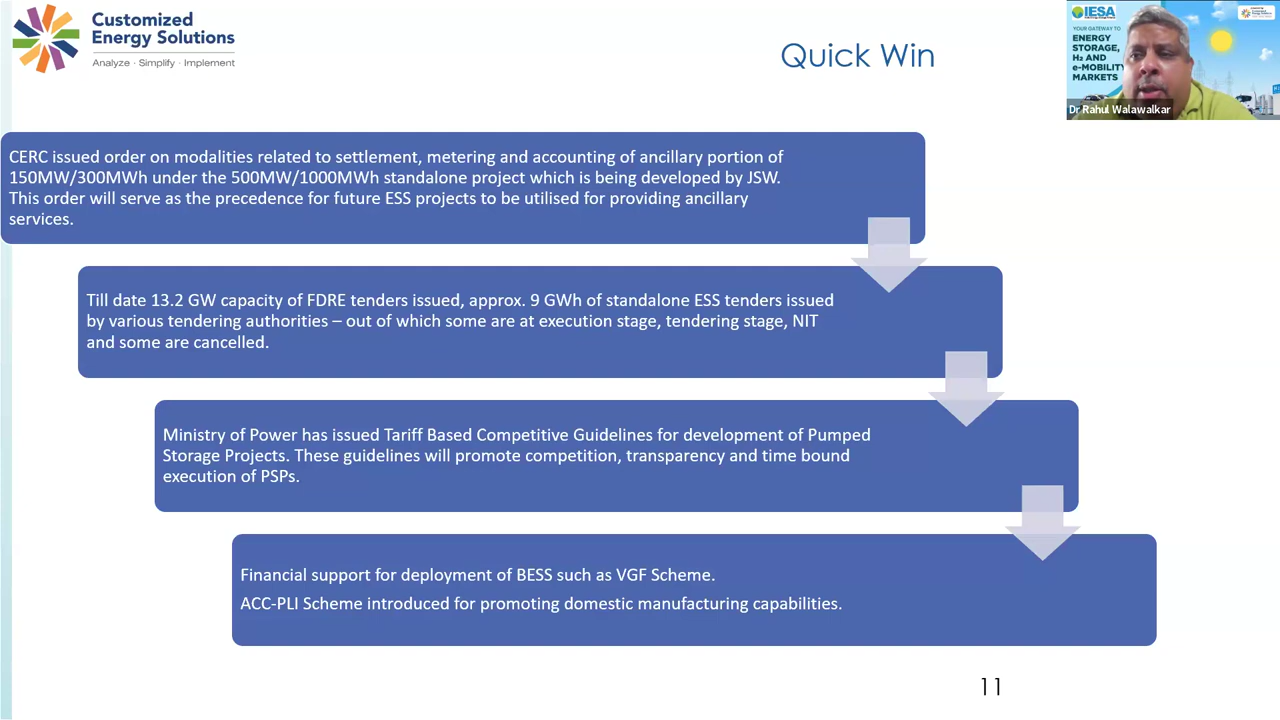 Customized
Energy Solutions
Analyze · Simplify · Implement
Quick Win
IESA
YOUR GATEWAY TO
ENERGY
STORAGE,
H₂ AND
e-MOBILITY
MARKETS
Dr Rahul Walawalkar
CERC issued order on modalities related to settlement, metering and accounting of ancillary portion of
150MW/300MWh under the 500MW/1000MWh standalone project which is being developed by JSW.
This order will serve as the precedence for future ESS projects to be utilised for providing ancillary
services.
Till date 13.2 GW capacity of FDRE tenders issued, approx. 9 GWh of standalone ESS tenders issued
by various tendering authorities – out of which some are at execution stage, tendering stage, NIT
and some are cancelled.
Ministry of Power has issued Tariff Based Competitive Guidelines for development of Pumped
Storage Projects. These guidelines will promote competition, transparency and time bound
execution of PSPs.
Financial support for deployment of BESS such as VGF Scheme.
ACC-PLI Scheme introduced for promoting domestic manufacturing capabilities.
11